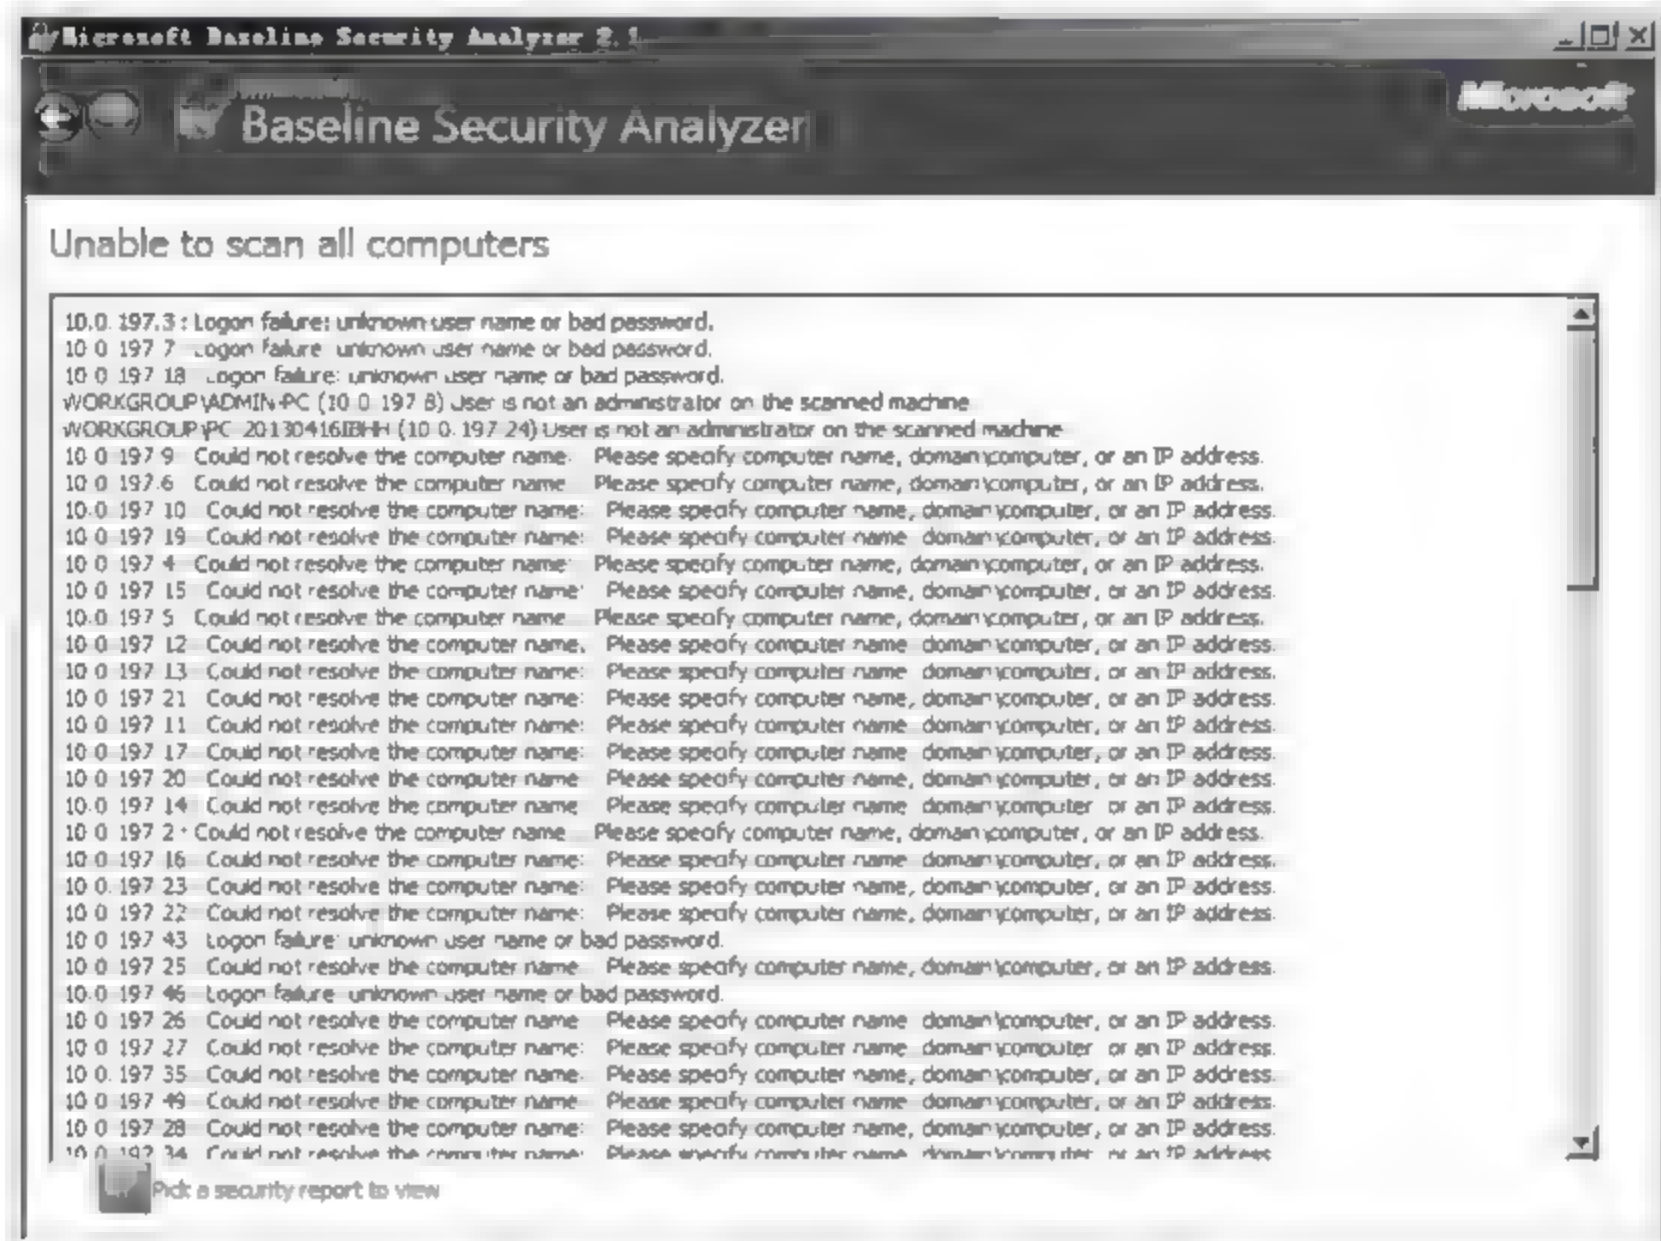 Microsoft Baseline Security Analyzer 2.1
Microsoft
Baseline Security Analyzer
Unable to scan all computers
10.0.197.3 : Logon failure: unknown user name or bad password.
10.0.197.7 : Logon failure: unknown user name or bad password.
10.0.197.18 : Logon failure: unknown user name or bad password.
WORKGROUP\ADMIN-PC (10.0.197.8) User is not an administrator on the scanned machine
WORKGROUP\PC-20130416IBHH (10.0.197.24) User is not an administrator on the scanned machine
10.0.197.9 : Could not resolve the computer name: . Please specify computer name, domain\computer, or an IP address.
10.0.197.6 : Could not resolve the computer name: . Please specify computer name, domain\computer, or an IP address.
10.0.197.10 : Could not resolve the computer name: . Please specify computer name, domain\computer, or an IP address.
10.0.197.19 : Could not resolve the computer name: . Please specify computer name, domain\computer, or an IP address.
10.0.197.4 : Could not resolve the computer name: . Please specify computer name, domain\computer, or an IP address.
10.0.197.15 : Could not resolve the computer name: . Please specify computer name, domain\computer, or an IP address.
10.0.197.5 : Could not resolve the computer name: . Please specify computer name, domain\computer, or an IP address.
10.0.197.12 : Could not resolve the computer name: . Please specify computer name, domain\computer, or an IP address.
10.0.197.13 : Could not resolve the computer name: . Please specify computer name, domain\computer, or an IP address.
10.0.197.21 : Could not resolve the computer name: . Please specify computer name, domain\computer, or an IP address.
10.0.197.11 : Could not resolve the computer name: . Please specify computer name, domain\computer, or an IP address.
10.0.197.17 : Could not resolve the computer name: . Please specify computer name, domain\computer, or an IP address.
10.0.197.20 : Could not resolve the computer name: . Please specify computer name, domain\computer, or an IP address.
10.0.197.14 : Could not resolve the computer name: . Please specify computer name, domain\computer, or an IP address.
10.0.197.2 : Could not resolve the computer name: . Please specify computer name, domain\computer, or an IP address.
10.0.197.16 : Could not resolve the computer name: . Please specify computer name, domain\computer, or an IP address.
10.0.197.23 : Could not resolve the computer name: . Please specify computer name, domain\computer, or an IP address.
10.0.197.22 : Could not resolve the computer name: . Please specify computer name, domain\computer, or an IP address.
10.0.197.43 : Logon failure: unknown user name or bad password.
10.0.197.25 : Could not resolve the computer name: . Please specify computer name, domain\computer, or an IP address.
10.0.197.46 : Logon failure: unknown user name or bad password.
10.0.197.26 : Could not resolve the computer name: . Please specify computer name, domain\computer, or an IP address.
10.0.197.27 : Could not resolve the computer name: . Please specify computer name, domain\computer, or an IP address.
10.0.197.35 : Could not resolve the computer name: . Please specify computer name, domain\computer, or an IP address.
10.0.197.49 : Could not resolve the computer name: . Please specify computer name, domain\computer, or an IP address.
10.0.197.28 : Could not resolve the computer name: . Please specify computer name, domain\computer, or an IP address.
10.0.197.34 : Could not resolve the computer name: . Please specify computer name, domain\computer, or an IP address.
Pick a security report to view